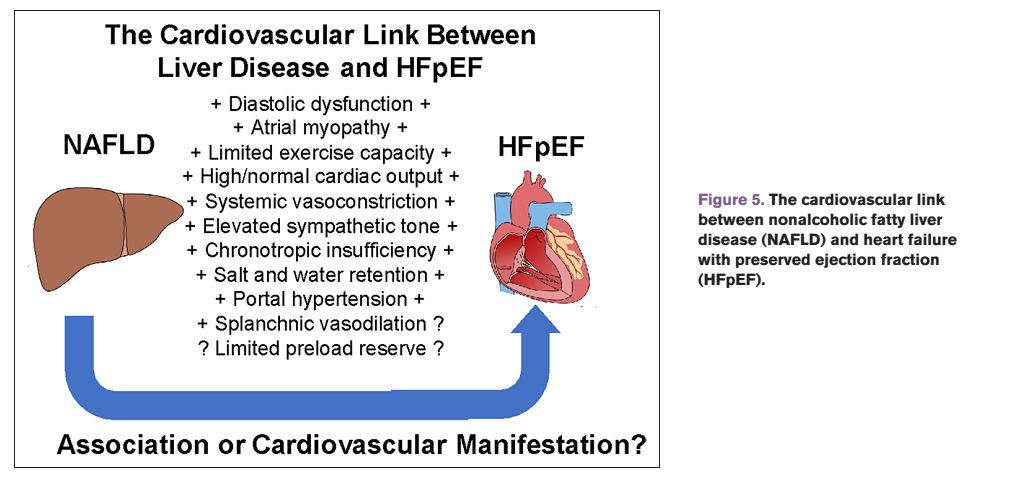 The Cardiovascular Link Between
Liver Disease and HFpEF
+ Diastolic dysfunction +
+ Atrial myopathy +
NAFLD
+ Limited exercise capacity +
HFpEF
+ High/normal cardiac output +
+ Systemic vasoconstriction +
+ Elevated sympathetic tone +
+ Chronotropic insufficiency +
+ Salt and water retention +
+ Portal hypertension +
+ Splanchnic vasodilation ?
? Limited preload reserve ?
Association or Cardiovascular Manifestation?
Figure 5. The cardiovascular link
between nonalcoholic fatty liver
disease (NAFLD) and heart failure
with preserved ejection fraction
(HFpEF).